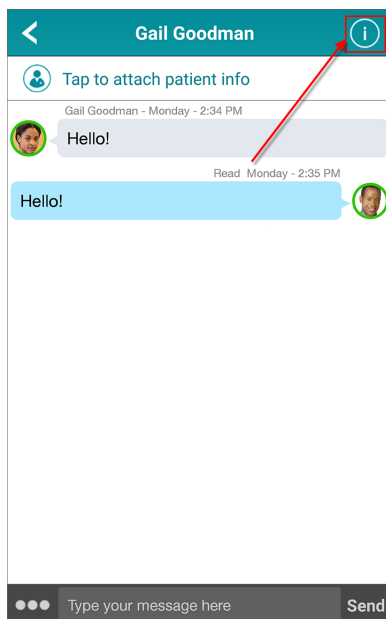 Gail Goodman
Tap to attach patient info
Gail Goodman - Monday - 2:34 PM
Hello!
Read Monday - 2:35 PM
Hello!
Type your message here
Send